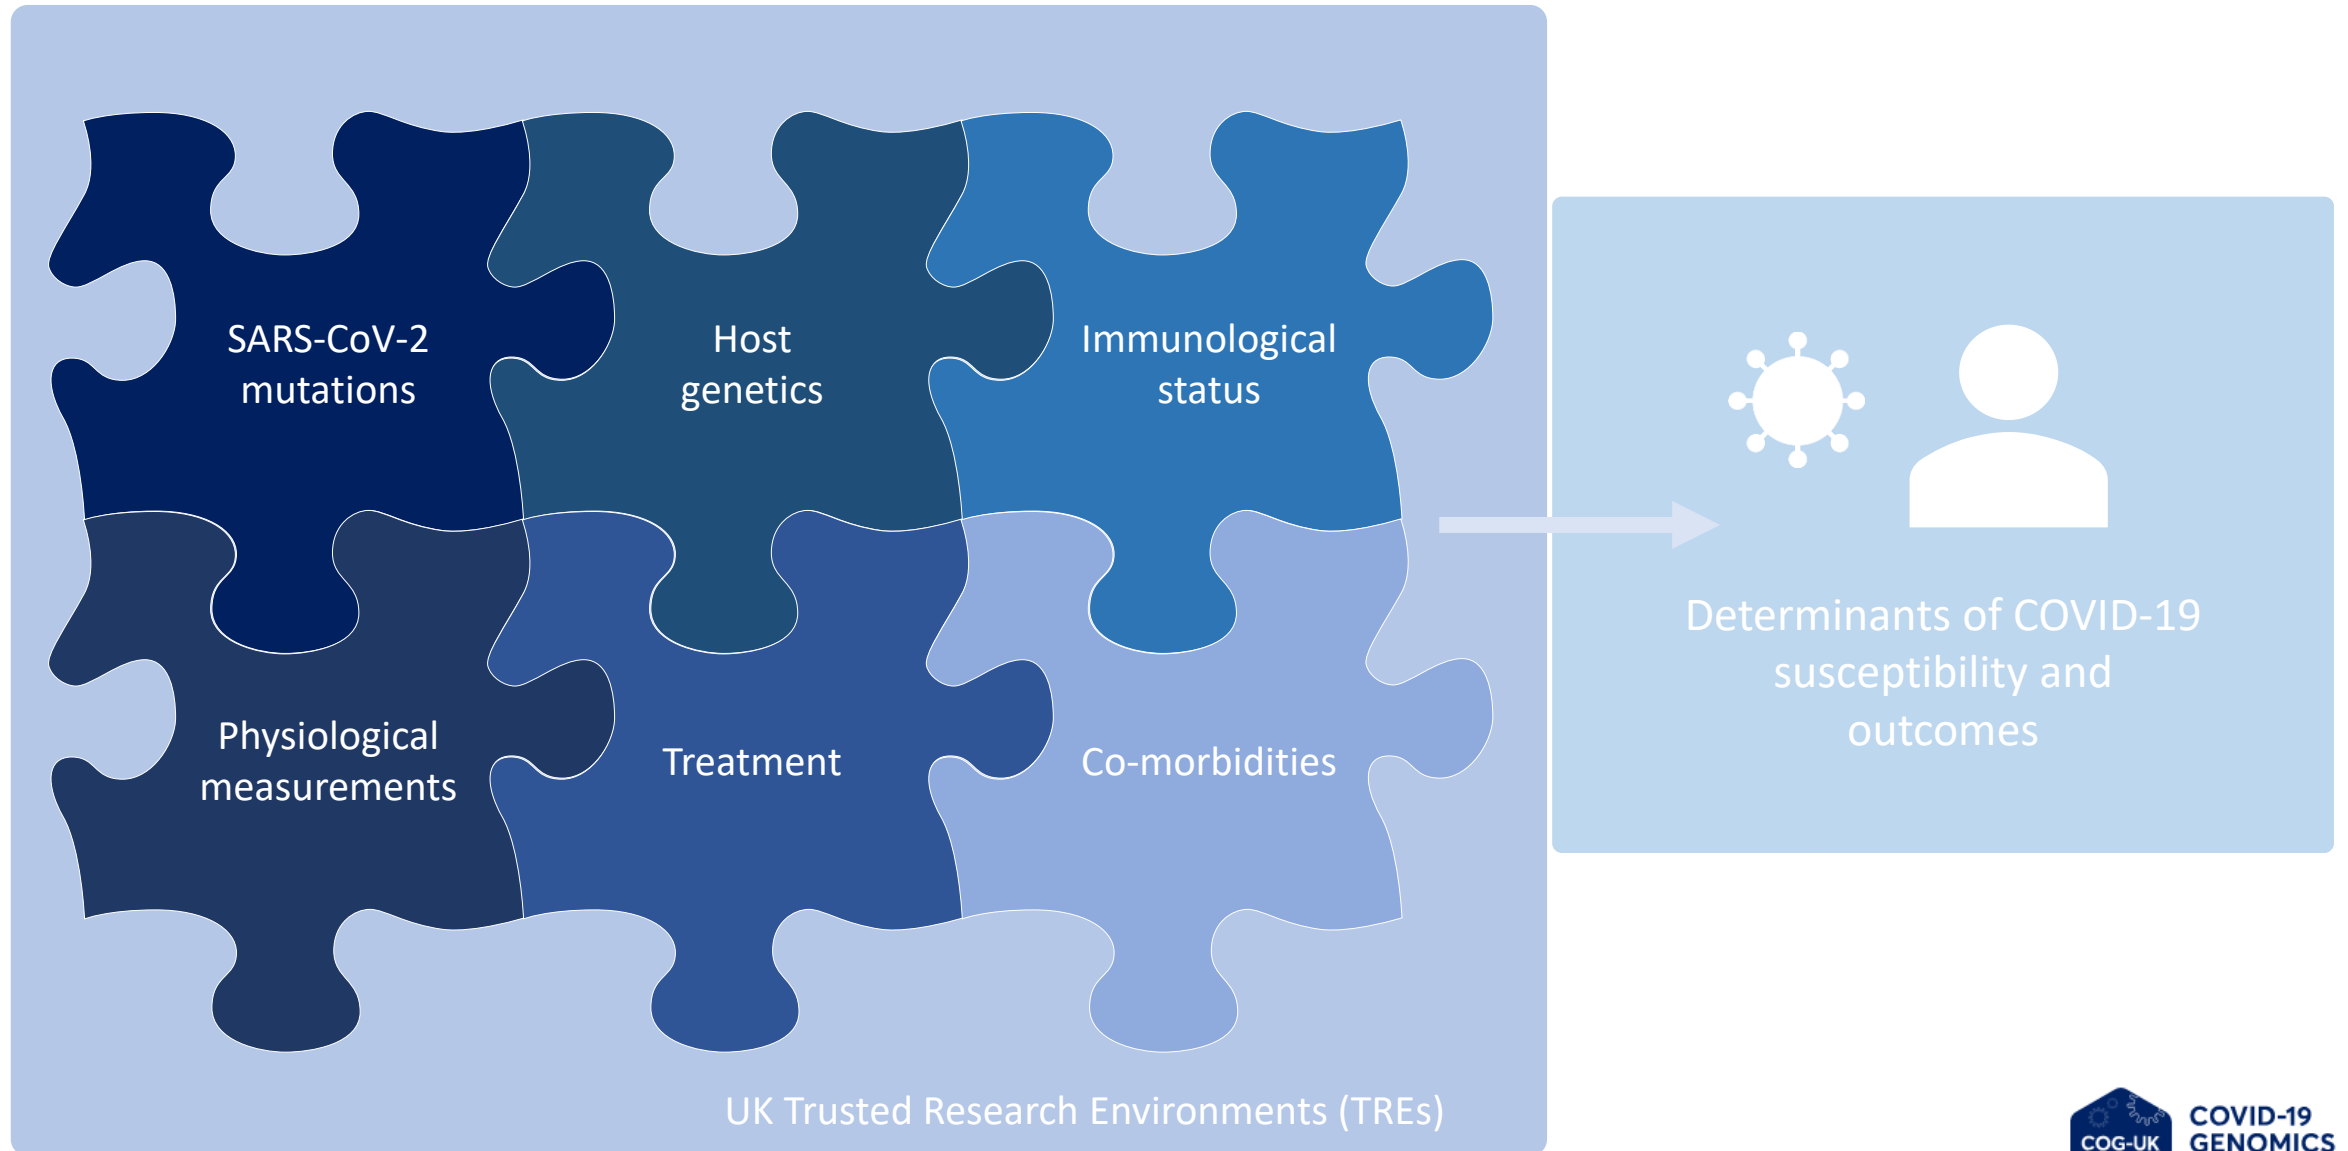 SARS-CoV-2
mutations
Host
genetics
Immunological
status
Physiological
measurements
Treatment
Co-morbidities
UK Trusted Research Environments (TREs)
Determinants of COVID-19
susceptibility and
outcomes
COG-UK
COVID-19
GENOMICS